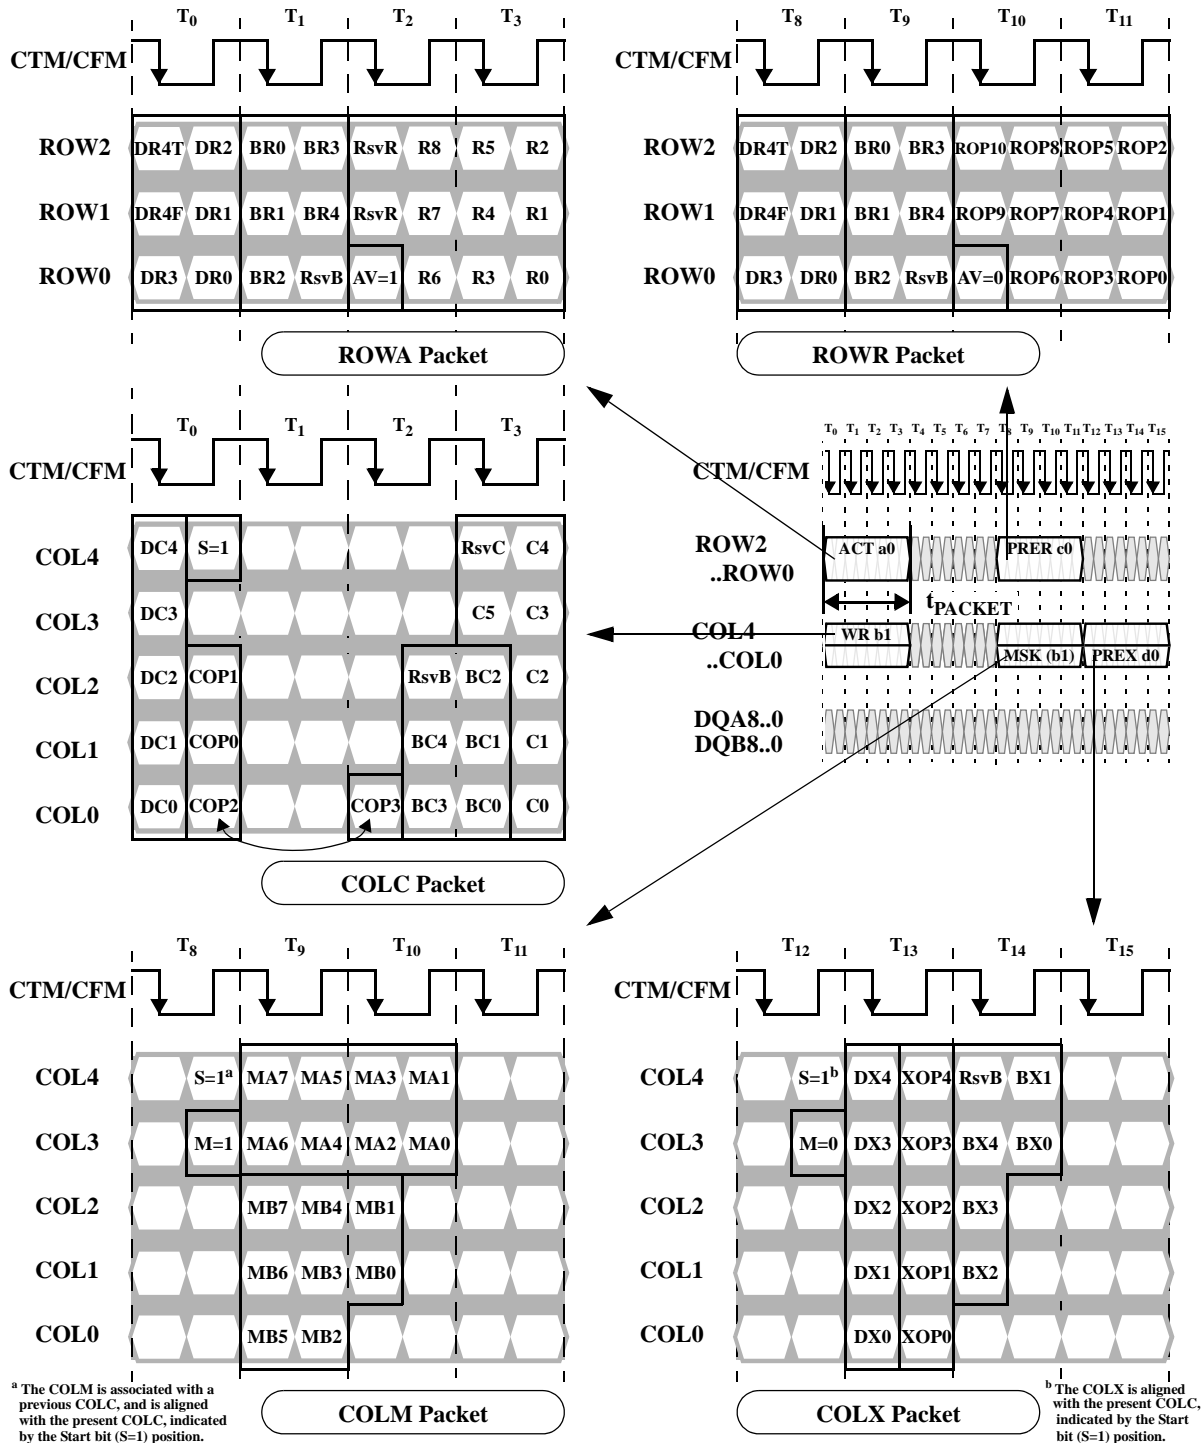 T0 T1 T2 T3
CTM/CFM
ROW2 DR4T DR2 BR0 BR3 RsvR R8 R5 R2
ROW1 DR4F DR1 BR1 BR4 RsvR R7 R4 R1
ROW0 DR3 DR0 BR2 RsvB AV=1 R6 R3 R0
ROWA Packet
T8 T9 T10 T11
CTM/CFM
ROW2 DR4T DR2 BR0 BR3 ROP10 ROP8 ROP5 ROP2
ROW1 DR4F DR1 BR1 BR4 ROP9 ROP7 ROP4 ROP1
ROW0 DR3 DR0 BR2 RsvB AV=0 ROP6 ROP3 ROP0
ROWR Packet
T0 T1 T2 T3
CTM/CFM
COL4 DC4 S=1 RsvC C4
COL3 DC3 C5 C3
COL2 DC2 COP1 RsvB BC2 C2
COL1 DC1 COP0 BC4 BC1 C1
COL0 DC0 COP2 COP3 BC3 BC0 C0
COLC Packet
T0 T1 T2 T3 T4 T5 T6 T7 T8 T9 T10 T11 T12 T13 T14 T15
CTM/CFM
ROW2 ACT a0 PRER c0
..ROW0
tPACKET
COL4 WR b1
..COL0 MSK (b1) PREX d0
DQA8..0
DQB8..0
T8 T9 T10 T11
CTM/CFM
COL4 S=1a MA7 MA5 MA3 MA1
COL3 M=1 MA6 MA4 MA2 MA0
COL2 MB7 MB4 MB1
COL1 MB6 MB3 MB0
COL0 MB5 MB2
COLM Packet
a The COLM is associated with a
previous COLC, and is aligned
with the present COLC, indicated
by the Start bit (S=1) position.
T12 T13 T14 T15
CTM/CFM
COL4 S=1b DX4 XOP4 RsvB BX1
COL3 M=0 DX3 XOP3 BX4 BX0
COL2 DX2 XOP2 BX3
COL1 DX1 XOP1 BX2
COL0 DX0 XOP0
COLX Packet
b The COLX is aligned
with the present COLC,
indicated by the Start
bit (S=1) position.